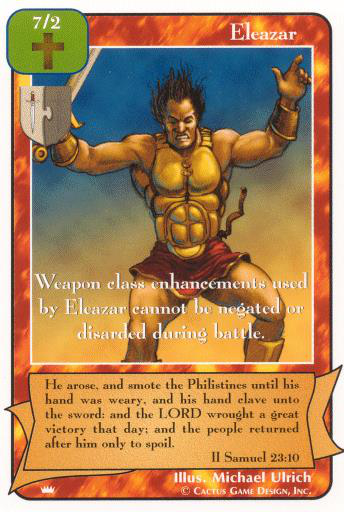 7/2
Eleazar
Weapon class enhancements used
by Eleazar cannot be negated or
disarded during battle.
He arose, and smote the Philistines until his
hand was weary, and his hand clave unto
the sword: and the LORD wrought a great
victory that day; and the people returned
after him only to spoil.
II Samuel 23:10
Illus. Michael Ulrich
© CACTUS GAME DESIGN, INC.